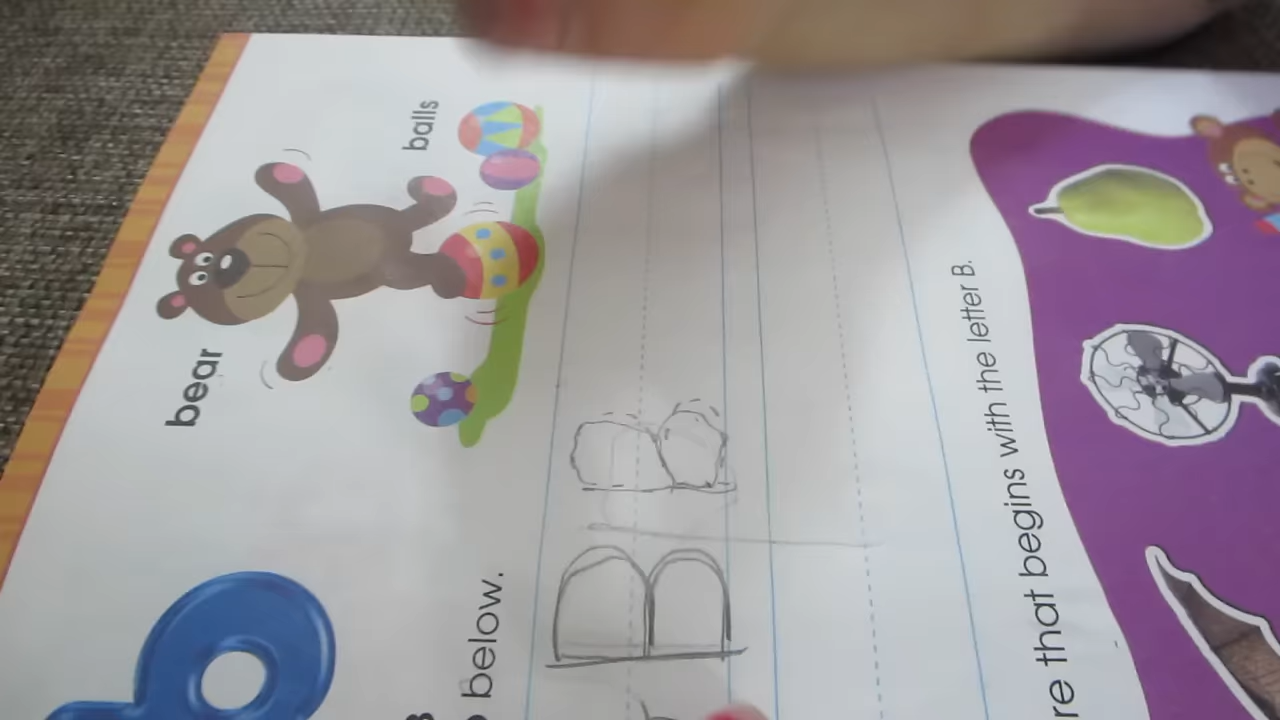 bear
balls
b
below.
B B
re that begins with the letter B.